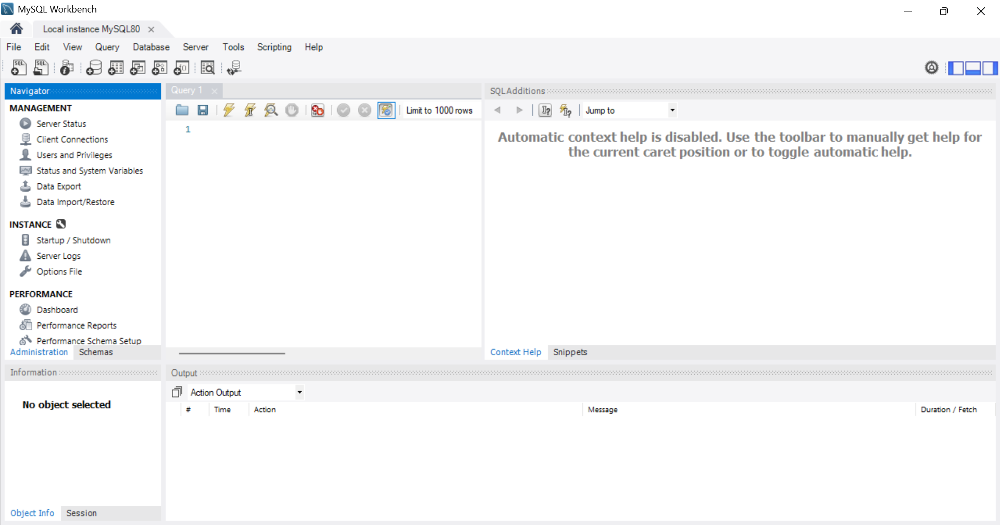 MySQL Workbench
Local instance MySQL80
File Edit View Query Database Server Tools Scripting Help
Navigator
MANAGEMENT
Server Status
Client Connections
Users and Privileges
Status and System Variables
Data Export
Data Import/Restore
INSTANCE
Startup / Shutdown
Server Logs
Options File
PERFORMANCE
Dashboard
Performance Reports
Performance Schema Setup
Administration Schemas
Query 1
Limit to 1000 rows
1
SQLAdditions
Jump to
Automatic context help is disabled. Use the toolbar to manually get help for
the current caret position or to toggle automatic help.
Context Help Snippets
Information
No object selected
Object Info Session
Output
Action Output
# Time Action Message Duration / Fetch